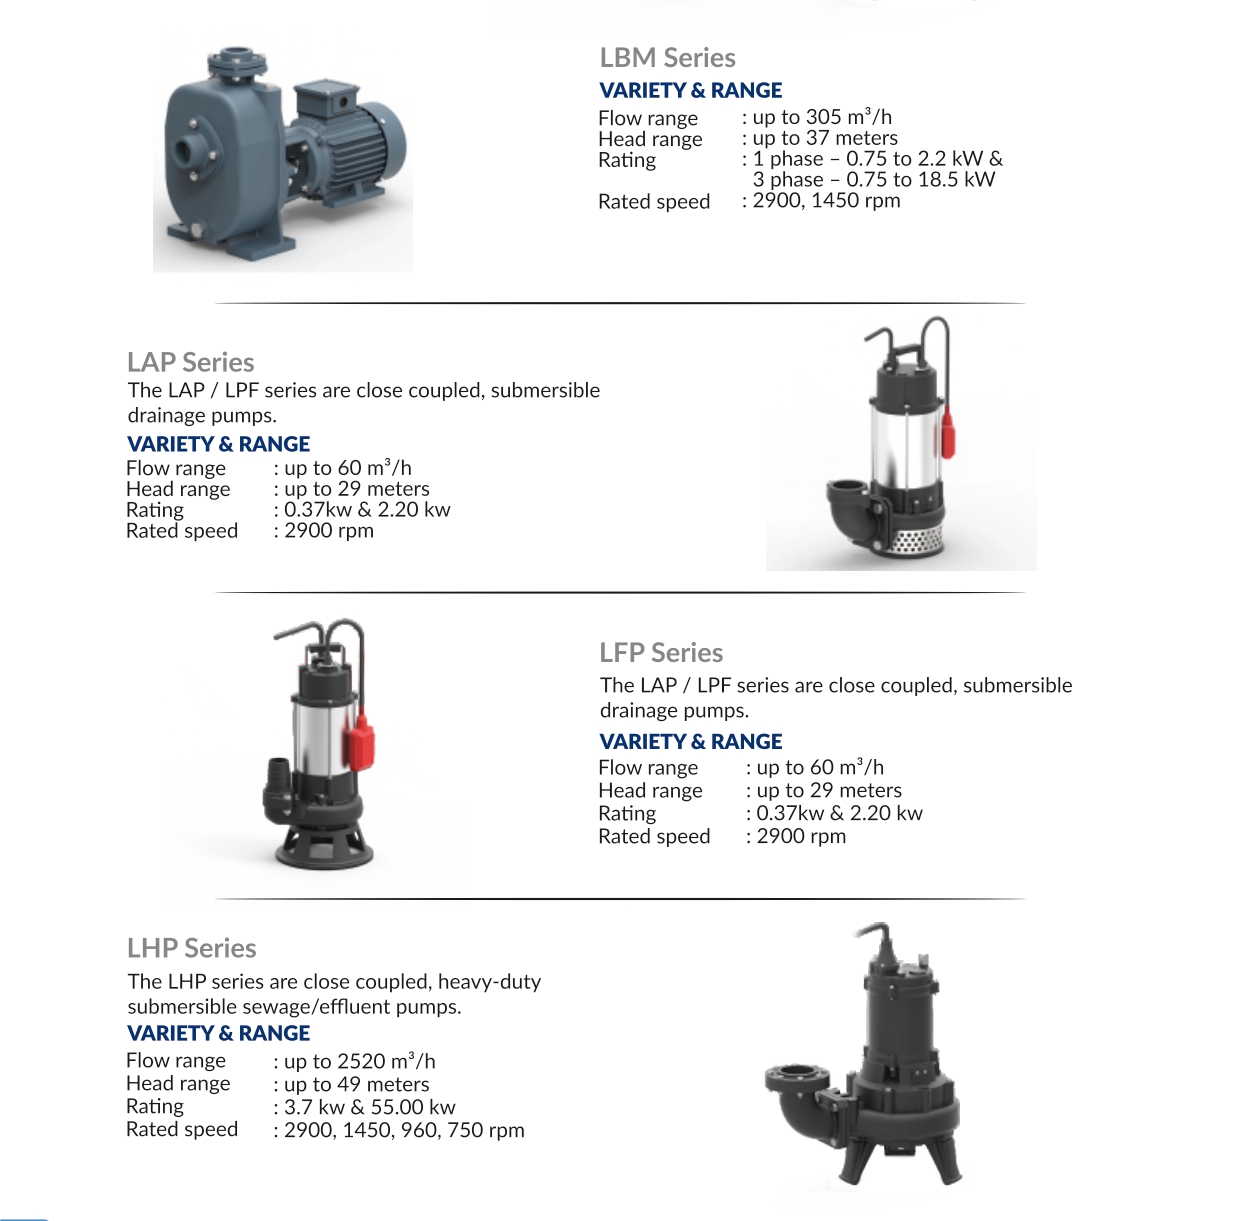 LBM Series
VARIETY & RANGE
Flow range : up to 305 m³/h
Head range : up to 37 meters
Rating : 1 phase – 0.75 to 2.2 kW &
3 phase – 0.75 to 18.5 kW
Rated speed : 2900, 1450 rpm
LAP Series
The LAP / LPF series are close coupled, submersible
drainage pumps.
VARIETY & RANGE
Flow range : up to 60 m³/h
Head range : up to 29 meters
Rating : 0.37kw & 2.20 kw
Rated speed : 2900 rpm
LFP Series
The LAP / LPF series are close coupled, submersible
drainage pumps.
VARIETY & RANGE
Flow range : up to 60 m³/h
Head range : up to 29 meters
Rating : 0.37kw & 2.20 kw
Rated speed : 2900 rpm
LHP Series
The LHP series are close coupled, heavy-duty
submersible sewage/effluent pumps.
VARIETY & RANGE
Flow range : up to 2520 m³/h
Head range : up to 49 meters
Rating : 3.7 kw & 55.00 kw
Rated speed : 2900, 1450, 960, 750 rpm